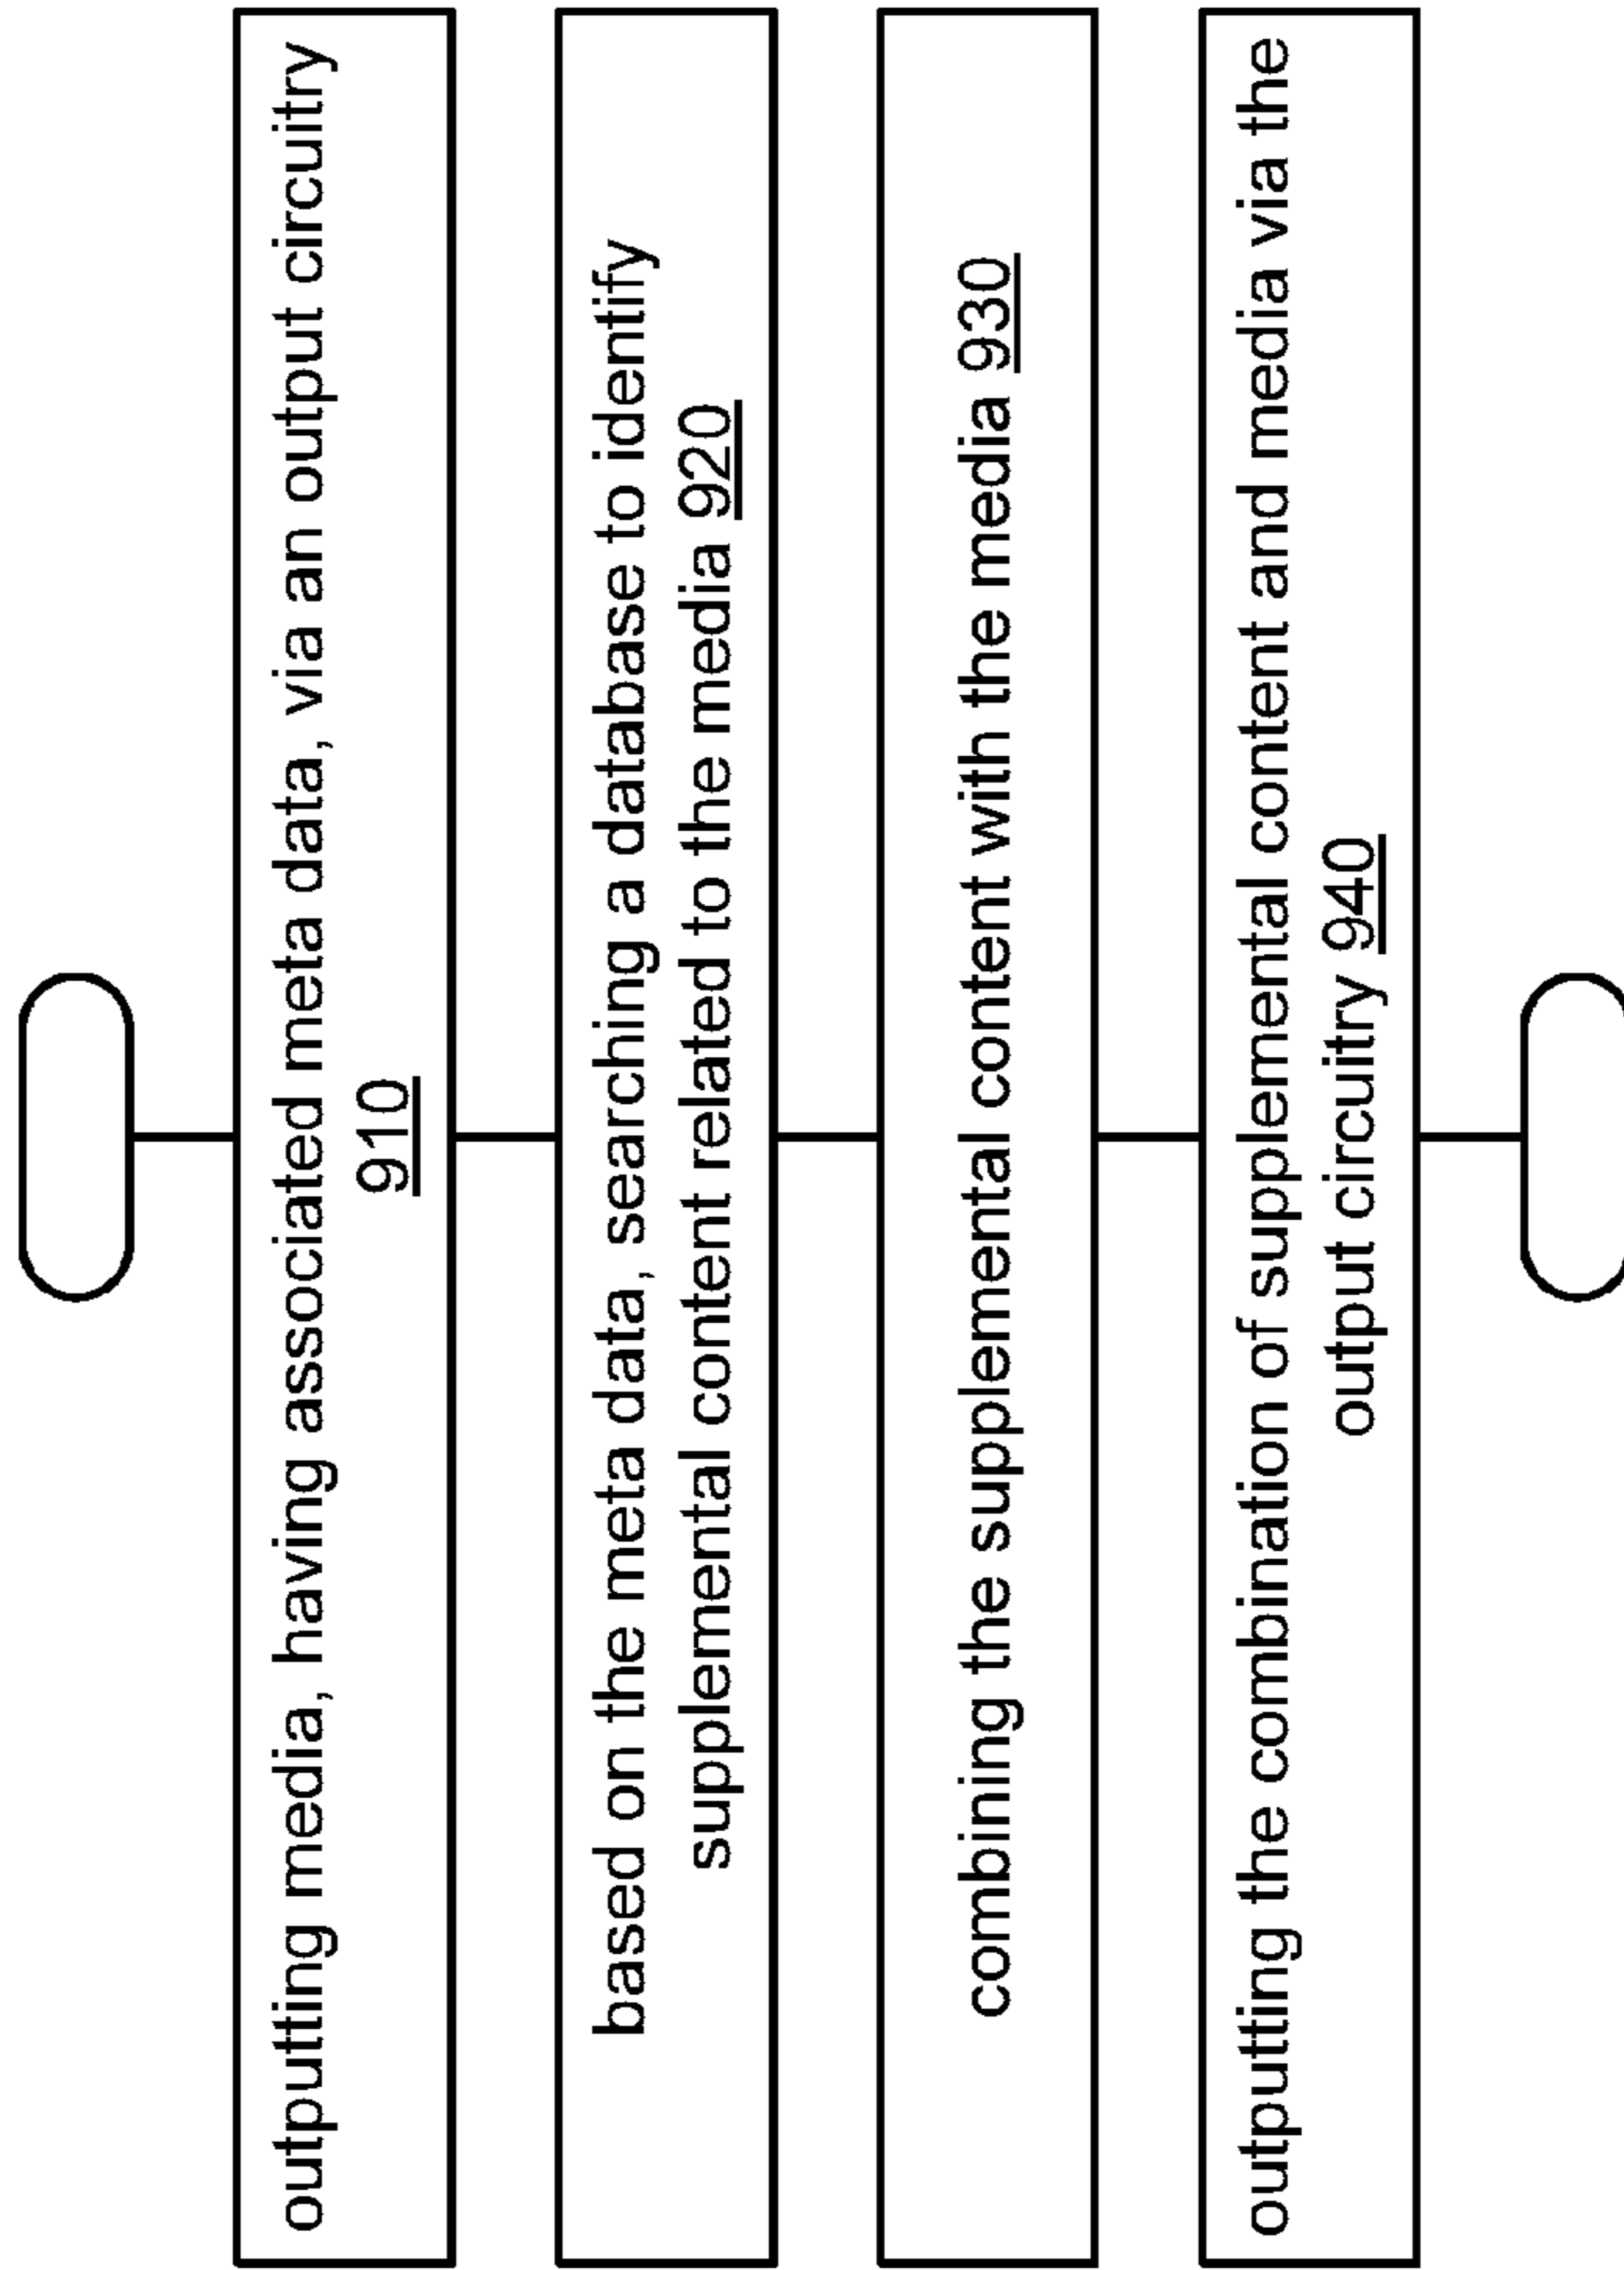 outputting media, having associated meta data, via an output circuitry
910
based on the meta data, searching a database to identify
supplemental content related to the media 920
combining the supplemental content with the media 930
outputting the combination of supplemental content and media via the
output circuitry 940